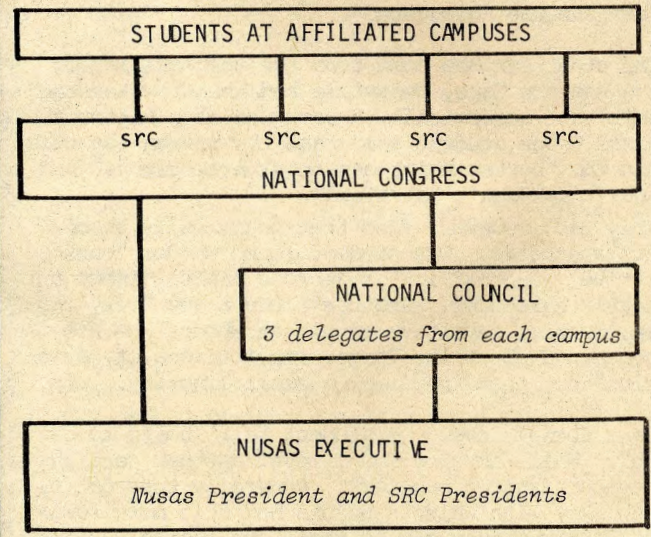 STUDENTS AT AFFILIATED CAMPUSES
src src src src
NATIONAL CONGRESS
NATIONAL COUNCIL
3 delegates from each campus
NUSAS EXECUTIVE
Nusas President and SRC Presidents